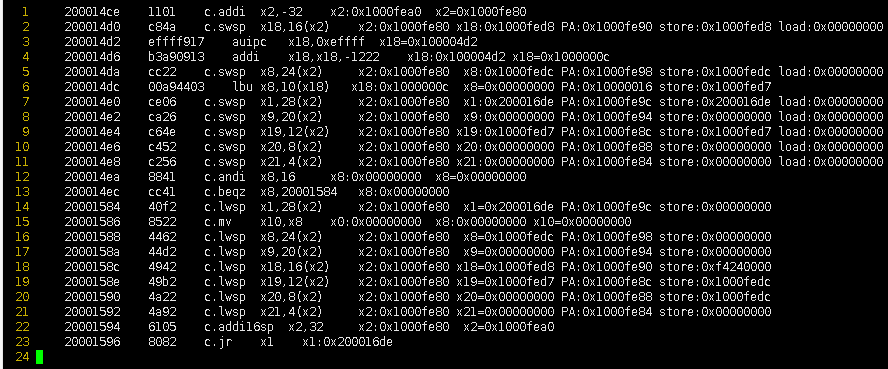 1 200014ce 1101 c.addi x2,-32 x2:0x1000fea0 x2=0x1000fe80
2 200014d0 c84a c.swsp x18,16(x2) x2:0x1000fe80 x18:0x1000fed8 PA:0x1000fe90 store:0x1000fed8 load:0x00000000
3 200014d2 effff917 auipc x18,0xeffff x18=0x100004d2
4 200014d6 b3a90913 addi x18,x18,-1222 x18:0x100004d2 x18=0x1000000c
5 200014da cc22 c.swsp x8,24(x2) x2:0x1000fe80 x8:0x1000fedc PA:0x1000fe98 store:0x1000fedc load:0x00000000
6 200014dc 00a94403 lbu x8,10(x18) x18:0x1000000c x8=0x00000000 PA:0x10000016 store:0x1000fed7
7 200014e0 ce06 c.swsp x1,28(x2) x2:0x1000fe80 x1:0x200016de PA:0x1000fe9c store:0x200016de load:0x00000000
8 200014e2 ca26 c.swsp x9,20(x2) x2:0x1000fe80 x9:0x00000000 PA:0x1000fe94 store:0x00000000 load:0x00000000
9 200014e4 c64e c.swsp x19,12(x2) x2:0x1000fe80 x19:0x1000fed7 PA:0x1000fe8c store:0x1000fed7 load:0x00000000
10 200014e6 c452 c.swsp x20,8(x2) x2:0x1000fe80 x20:0x00000000 PA:0x1000fe88 store:0x00000000 load:0x00000000
11 200014e8 c256 c.swsp x21,4(x2) x2:0x1000fe80 x21:0x00000000 PA:0x1000fe84 store:0x00000000 load:0x00000000
12 200014ea 8841 c.andi x8,16 x8:0x00000000 x8=0x00000000
13 200014ec cc41 c.beqz x8,20001584 x8:0x00000000
14 20001584 40f2 c.lwsp x1,28(x2) x2:0x1000fe80 x1=0x200016de PA:0x1000fe9c store:0x00000000
15 20001586 8522 c.mv x10,x8 x0:0x00000000 x8:0x00000000 x10=0x00000000
16 20001588 4462 c.lwsp x8,24(x2) x2:0x1000fe80 x8=0x1000fedc PA:0x1000fe98 store:0x00000000
17 2000158a 44d2 c.lwsp x9,20(x2) x2:0x1000fe80 x9=0x00000000 PA:0x1000fe94 store:0x00000000
18 2000158c 4942 c.lwsp x18,16(x2) x2:0x1000fe80 x18=0x1000fed8 PA:0x1000fe90 store:0xf4240000
19 2000158e 49b2 c.lwsp x19,12(x2) x2:0x1000fe80 x19=0x1000fed7 PA:0x1000fe8c store:0x1000fedc
20 20001590 4a22 c.lwsp x20,8(x2) x2:0x1000fe80 x20=0x00000000 PA:0x1000fe88 store:0x1000fedc
21 20001592 4a92 c.lwsp x21,4(x2) x2:0x1000fe80 x21=0x00000000 PA:0x1000fe84 store:0x00000000
22 20001594 6105 c.addi16sp x2,32 x2:0x1000fe80 x2=0x1000fea0
23 20001596 8082 c.jr x1 x1:0x200016de
24